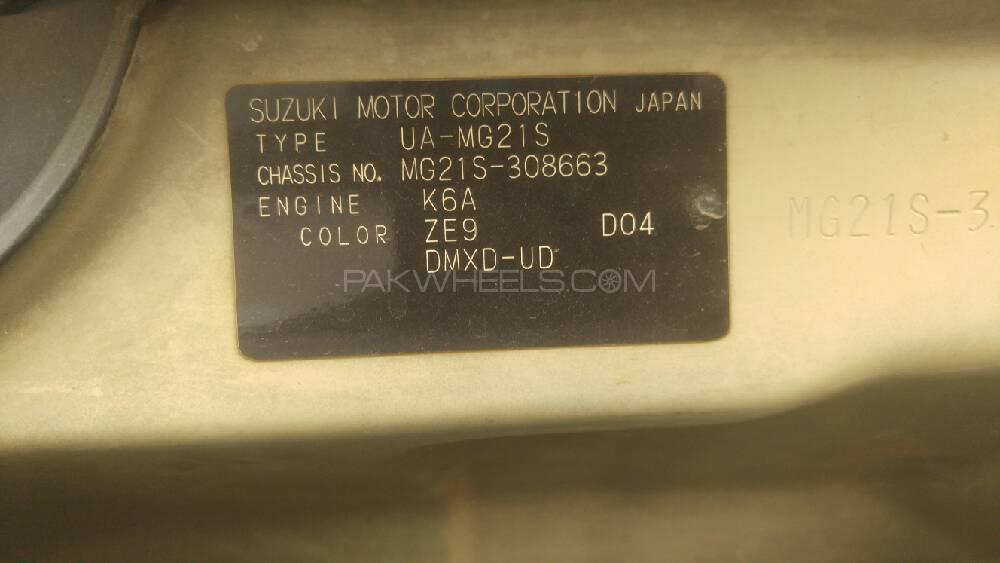 SUZUKI MOTOR CORPORATION JAPAN
TYPE UA-MG21S
CHASSIS NO. MG21S-308663
ENGINE K6A
COLOR ZE9 D04
DMXD-UD
PAKWHEELS.COM
MG21S-3